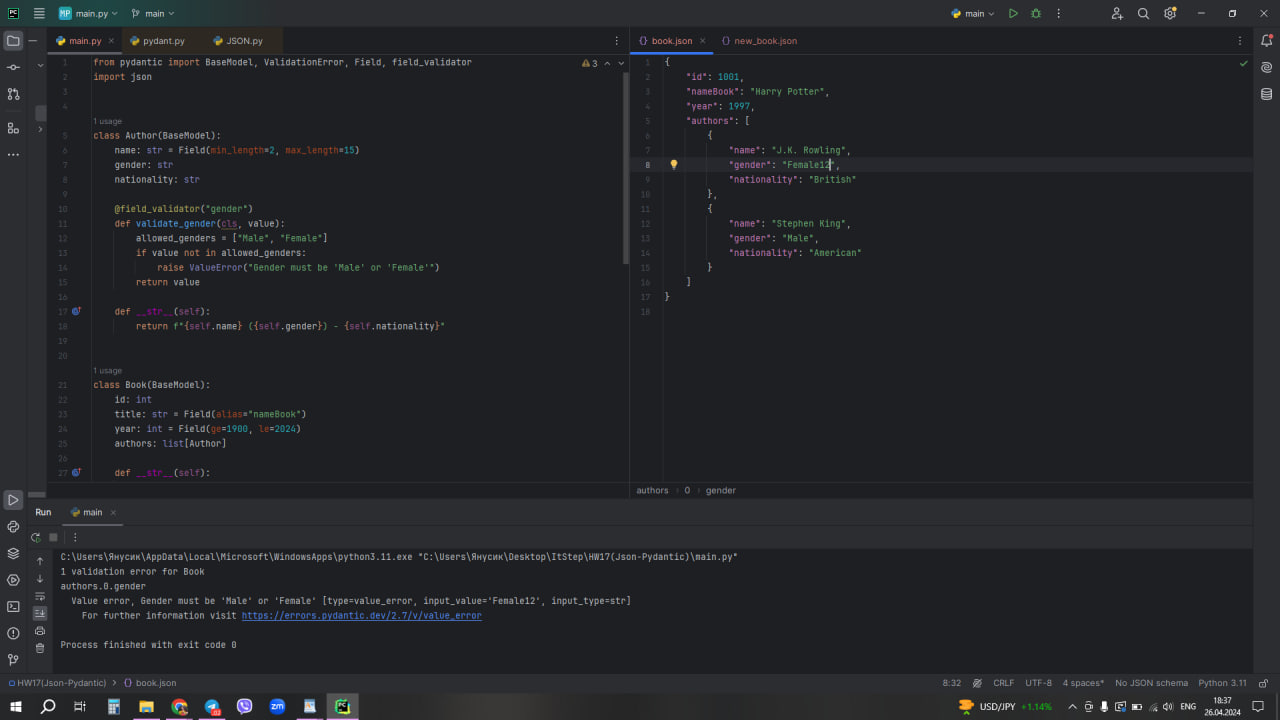 PC
MP main.py
main
main
main.py
pydant.py
JSON.py
book.json
new_book.json
1 from pydantic import BaseModel, ValidationError, Field, field_validator
2 import json
3
4
1 usage
5 class Author(BaseModel):
6 name: str = Field(min_length=2, max_length=15)
7 gender: str
8 nationality: str
9
10 @field_validator("gender")
11 def validate_gender(cls, value):
12 allowed_genders = ["Male", "Female"]
13 if value not in allowed_genders:
14 raise ValueError("Gender must be 'Male' or 'Female'")
15 return value
16
17 def __str__(self):
18 return f"{self.name} ({self.gender}) - {self.nationality}"
19
20
1 usage
21 class Book(BaseModel):
22 id: int
23 title: str = Field(alias="nameBook")
24 year: int = Field(ge=1900, le=2024)
25 authors: list[Author]
26
27 def __str__(self):
3
1 {
2 "id": 1001,
3 "nameBook": "Harry Potter",
4 "year": 1997,
5 "authors": [
6 {
7 "name": "J.K. Rowling",
8 "gender": "Female12",
9 "nationality": "British"
10 },
11 {
12 "name": "Stephen King",
13 "gender": "Male",
14 "nationality": "American"
15 }
16 ]
17 }
18
authors > 0 > gender
Run
main
C:\Users\Янусик\AppData\Local\Microsoft\WindowsApps\python3.11.exe "C:\Users\Янусик\Desktop\ItStep\HW17(Json-Pydantic)\main.py"
1 validation error for Book
authors.0.gender
Value error, Gender must be 'Male' or 'Female' [type=value_error, input_value='Female12', input_type=str]
For further information visit https://errors.pydantic.dev/2.7/v/value_error
Process finished with exit code 0
HW17(Json-Pydantic) > book.json
8:32
CRLF
UTF-8
4 spaces*
No JSON schema
Python 3.11
zm
PC
USD/JPY +1.14%
ENG
18:37
26.04.2024